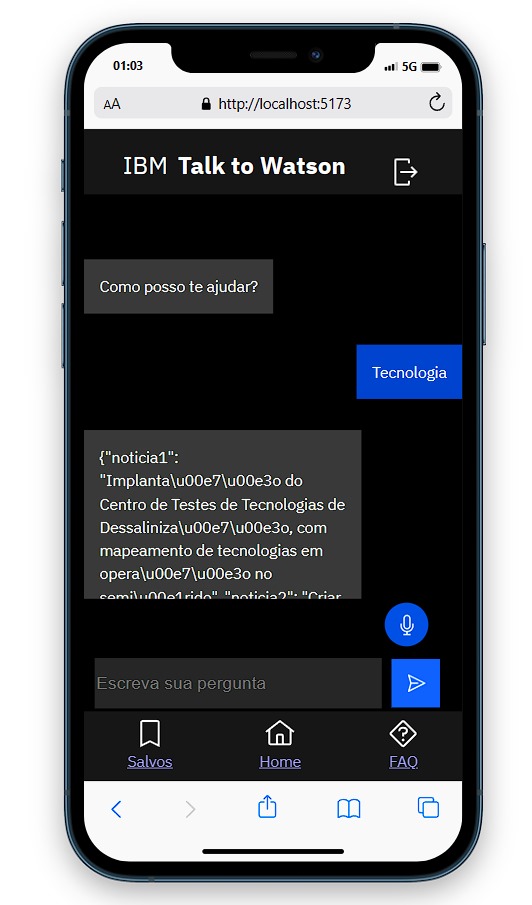 01:03
5G
AA
http://localhost:5173
IBM Talk to Watson
Como posso te ajudar?
Tecnologia
{"noticia1":
"Implanta\u00e7\u00e3o do
Centro de Testes de Tecnologias de
Dessaliniza\u00e7\u00e3o, com
mapeamento de tecnologias em
opera\u00e7\u00e3o no
semi\u00e1rido", "noticia2": "Criar
Escreva sua pergunta
Salvos
Home
FAQ